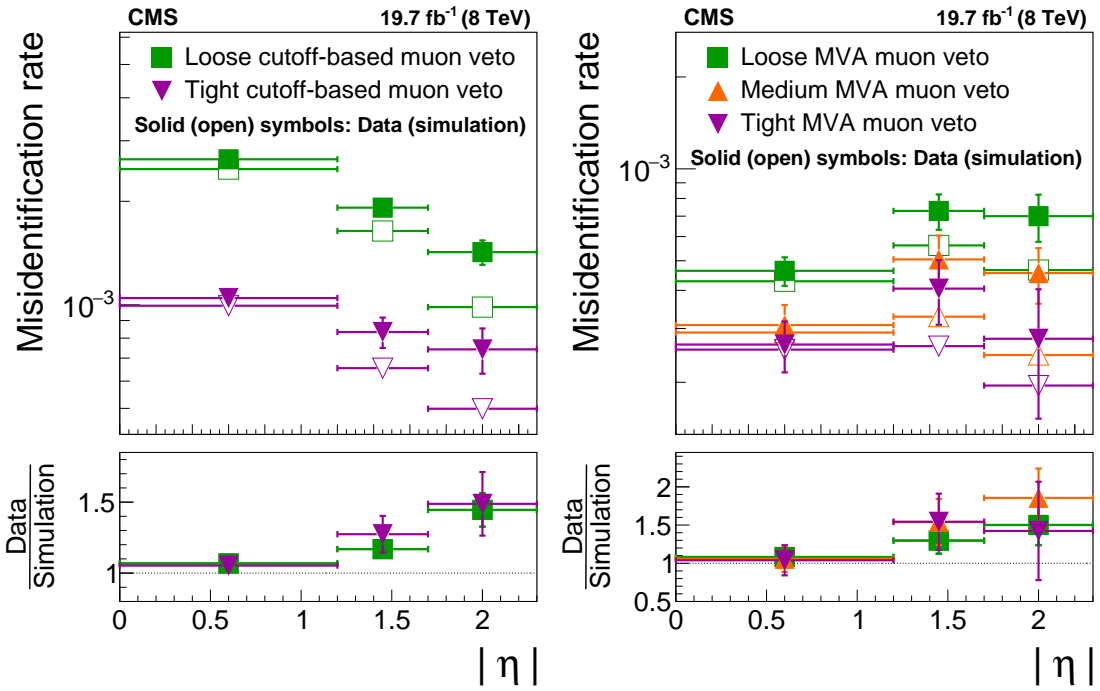 CMS 19.7 fb⁻¹ (8 TeV)
Misidentification rate
Loose cutoff-based muon veto
Tight cutoff-based muon veto
Solid (open) symbols: Data (simulation)
10⁻³
Data
Simulation
1.5
1
0 0.5 1 1.5 2
| η |
CMS 19.7 fb⁻¹ (8 TeV)
Misidentification rate
Loose MVA muon veto
Medium MVA muon veto
Tight MVA muon veto
Solid (open) symbols: Data (simulation)
10⁻³
Data
Simulation
2
1.5
1
0.5
0 0.5 1 1.5 2
| η |